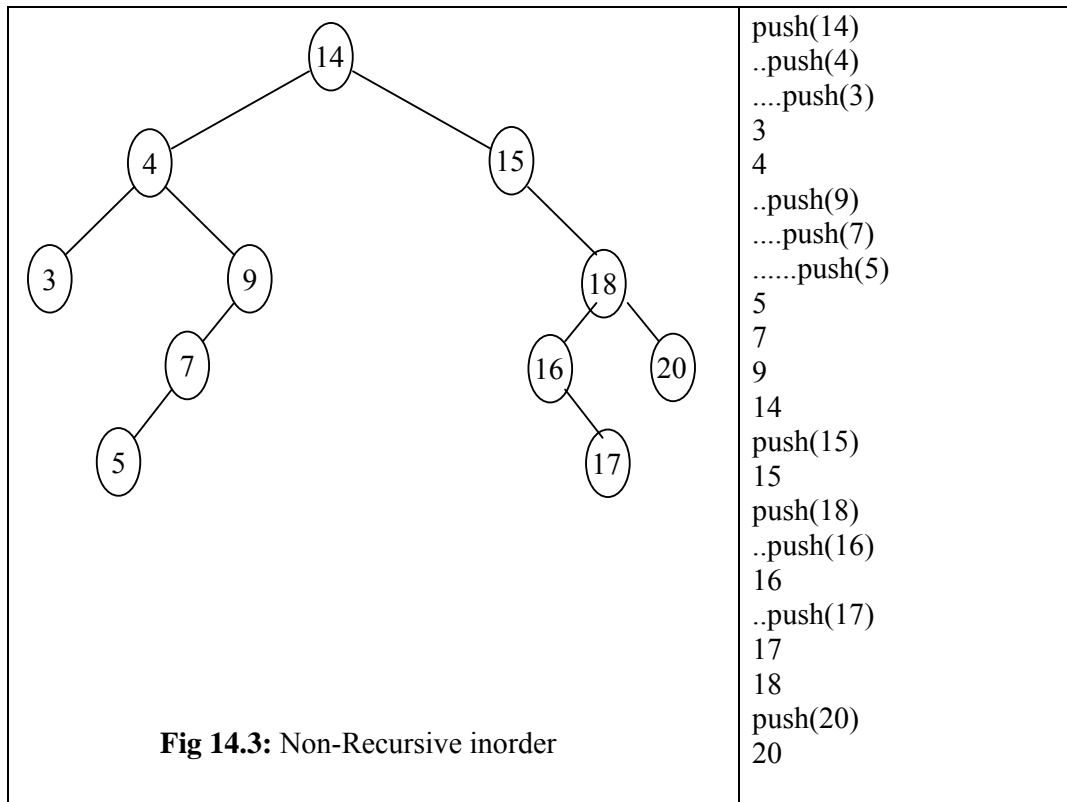 14
4
15
3
9
18
7
16
20
5
17
Fig 14.3: Non-Recursive inorder
push(14)
..push(4)
....push(3)
3
4
..push(9)
....push(7)
......push(5)
5
7
9
14
push(15)
15
push(18)
..push(16)
16
..push(17)
17
18
push(20)
20